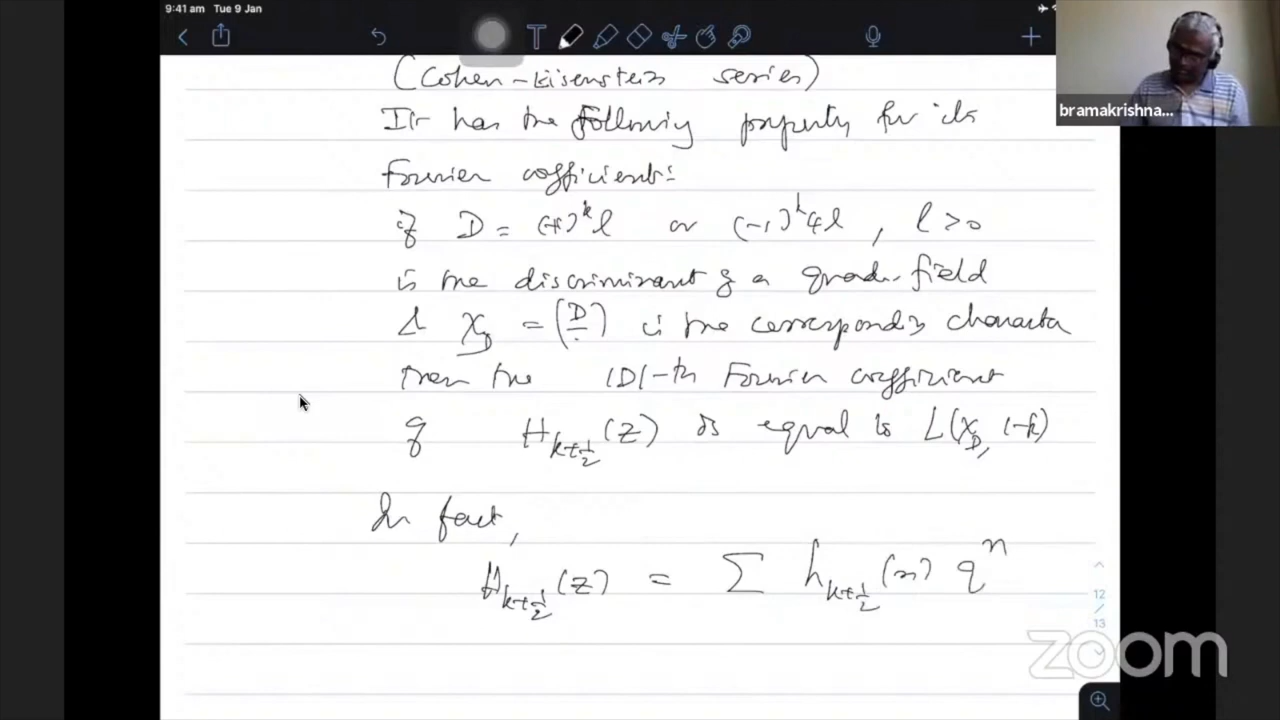 9:41 am Tue 9 Jan
bramakrishna...
(Cohen-Eisenstein series)
It has the following property for its
Fourier coefficients:
if D = (-1)^k l or (-1)^k 4l , l > 0
is the discriminant of a quad. field
& χ_D = (D/.) is the corresponding character
then the |D|-th Fourier coefficient
of H_{k+1/2}(z) is equal to L(χ_D, 1-k)
In fact,
H_{k+1/2}(z) = Σ h_{k+1/2}(n) q^n
12
/
13
zoom